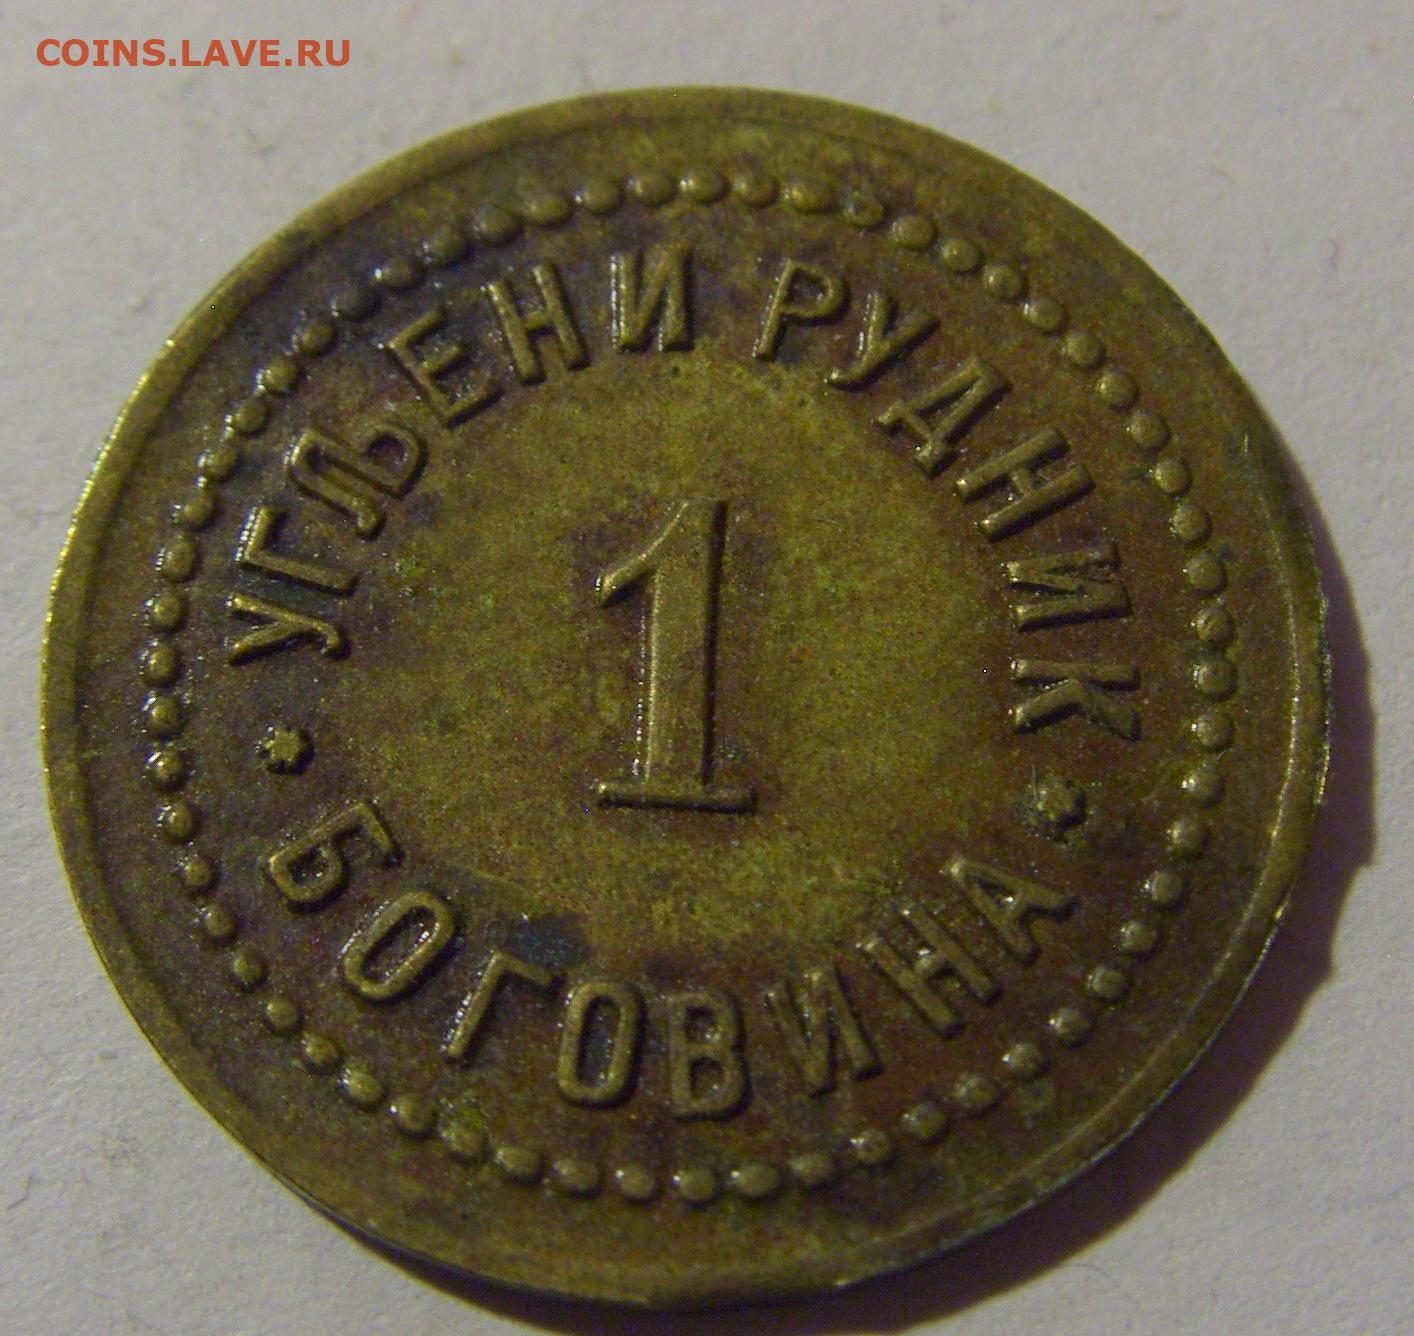 COINS.LAVE.RU
УГЉЕНИ РУДНИК
1
БОГОВИНА